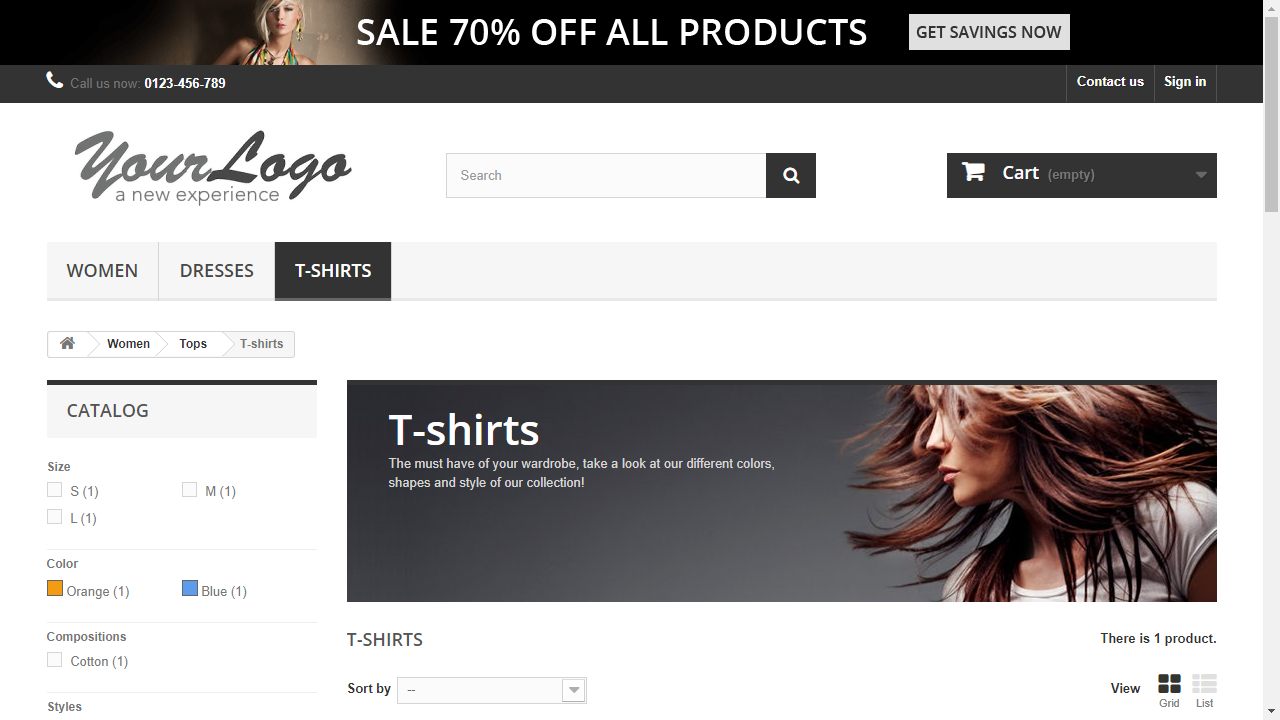 SALE 70% OFF ALL PRODUCTS GET SAVINGS NOW
Call us now: 0123-456-789 Contact us Sign in
YourLogo
a new experience
Search
Cart (empty)
WOMEN DRESSES T-SHIRTS
Women Tops T-shirts
CATALOG
Size
S (1) M (1)
L (1)
Color
Orange (1) Blue (1)
Compositions
Cotton (1)
Styles
T-shirts
The must have of your wardrobe, take a look at our different colors,
shapes and style of our collection!
T-SHIRTS There is 1 product.
Sort by -- View
Grid List